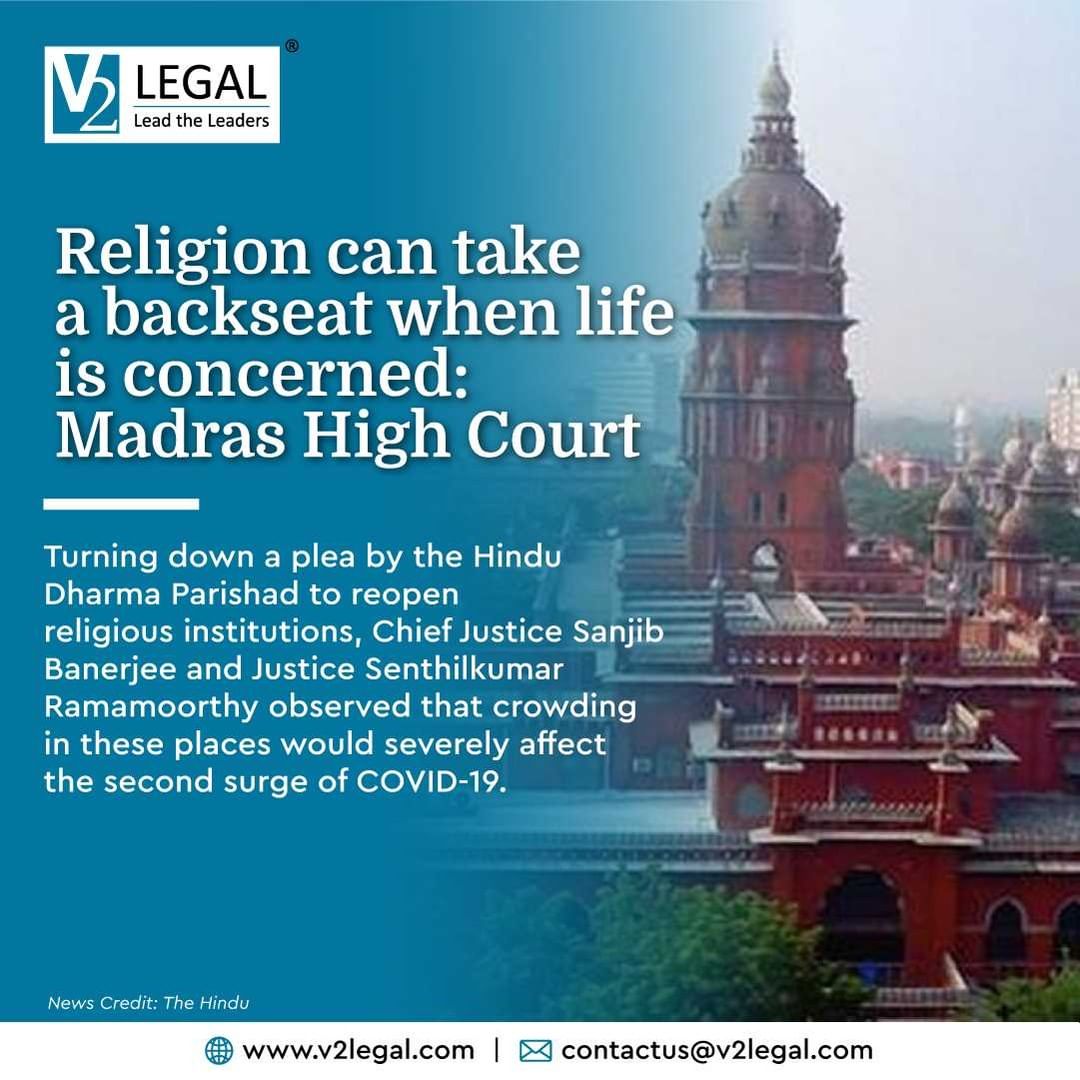 V2 LEGAL ®
Lead the Leaders
Religion can take
a backseat when life
is concerned:
Madras High Court
Turning down a plea by the Hindu
Dharma Parishad to reopen
religious institutions, Chief Justice Sanjib
Banerjee and Justice Senthilkumar
Ramamoorthy observed that crowding
in these places would severely affect
the second surge of COVID-19.
News Credit: The Hindu
www.v2legal.com | contactus@v2legal.com